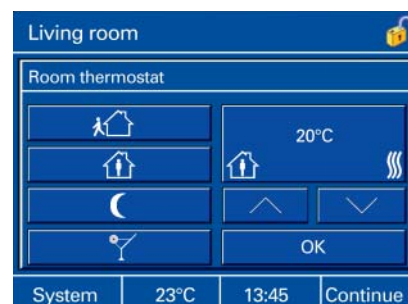 Living room
Room thermostat
20°C
OK
System 23°C 13:45 Continue